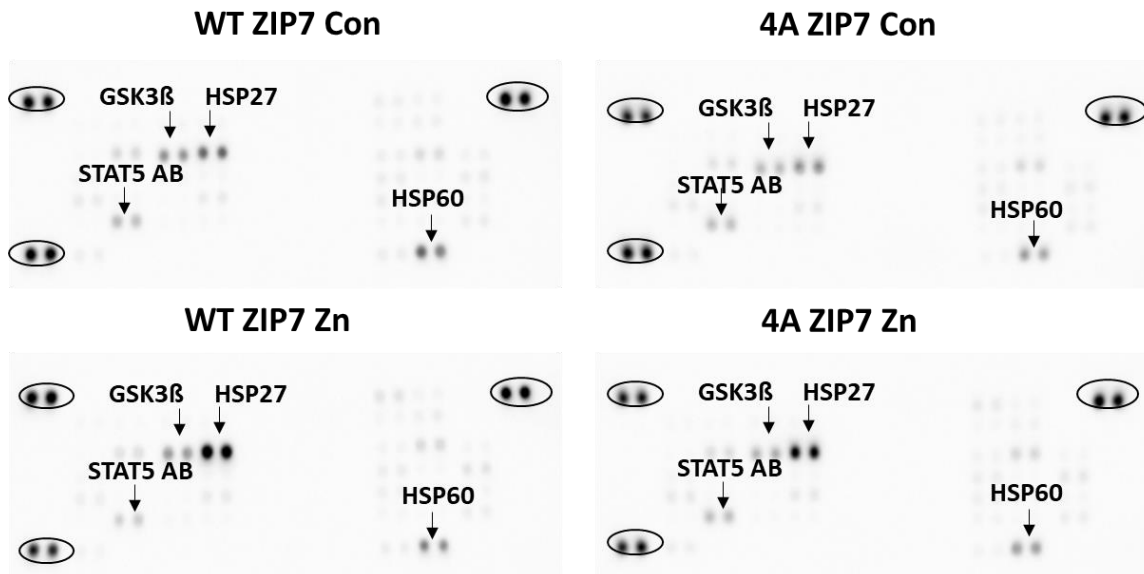 WT ZIP7 Con
4A ZIP7 Con
GSK3ß HSP27
STAT5 AB
HSP60
GSK3ß HSP27
STAT5 AB
HSP60
WT ZIP7 Zn
4A ZIP7 Zn
GSK3ß HSP27
STAT5 AB
HSP60
GSK3ß HSP27
STAT5 AB
HSP60